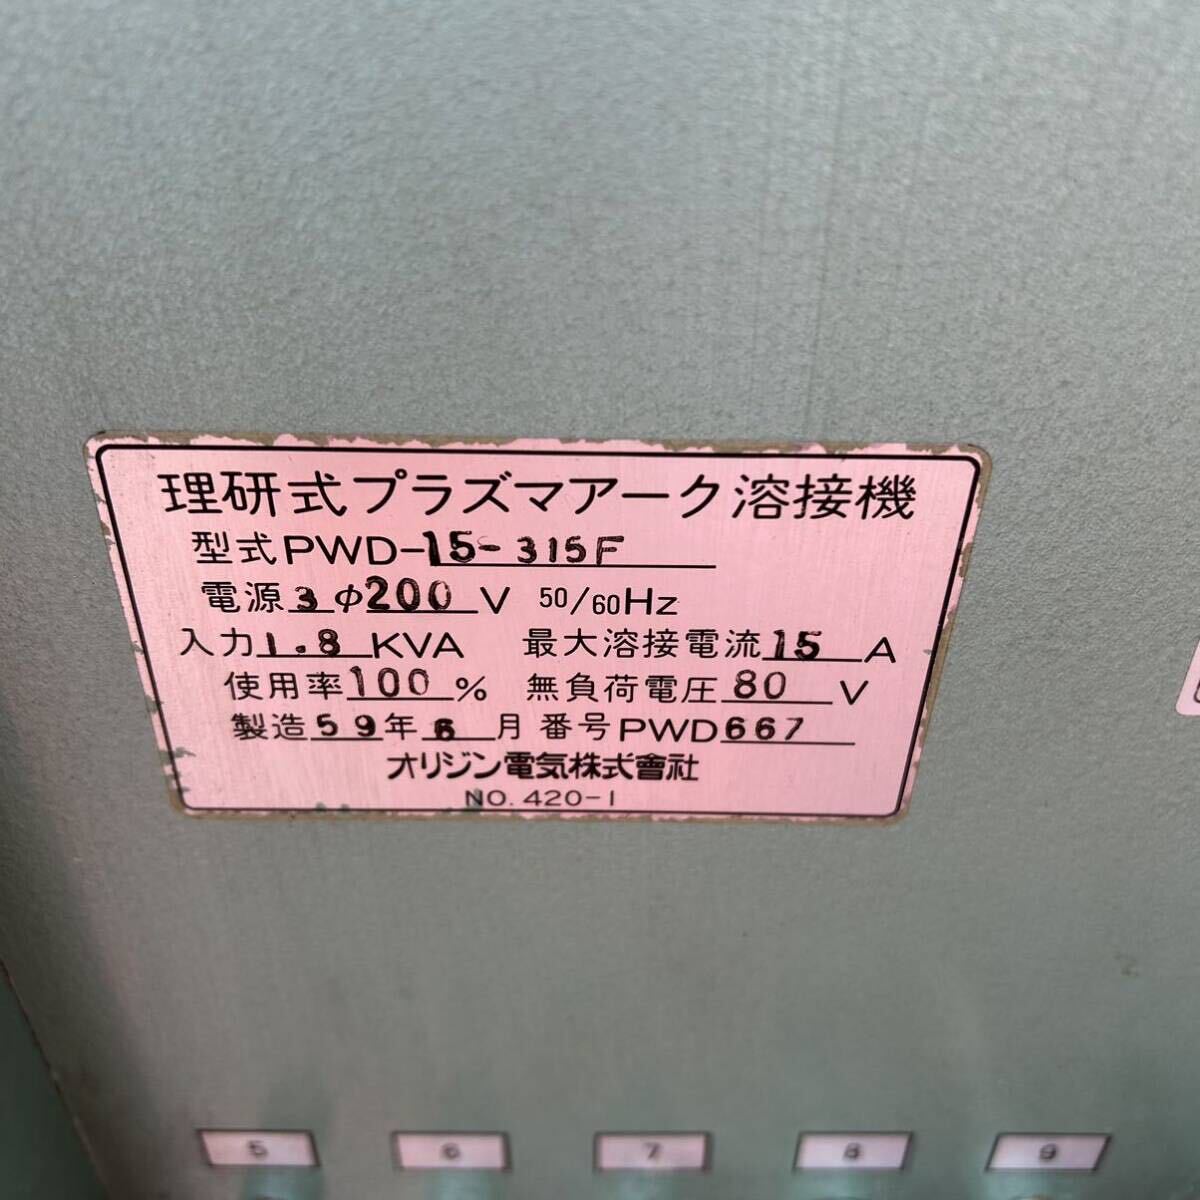 理研式プラズマアーク溶接機
型式PWD-15-315F
電源3φ200V 50/60Hz
入力1.8KVA 最大溶接電流15A
使用率100% 無負荷電圧80V
製造59年6月 番号PWD667
オリジン電気株式會社
NO.420-1
5 6 7 8 9